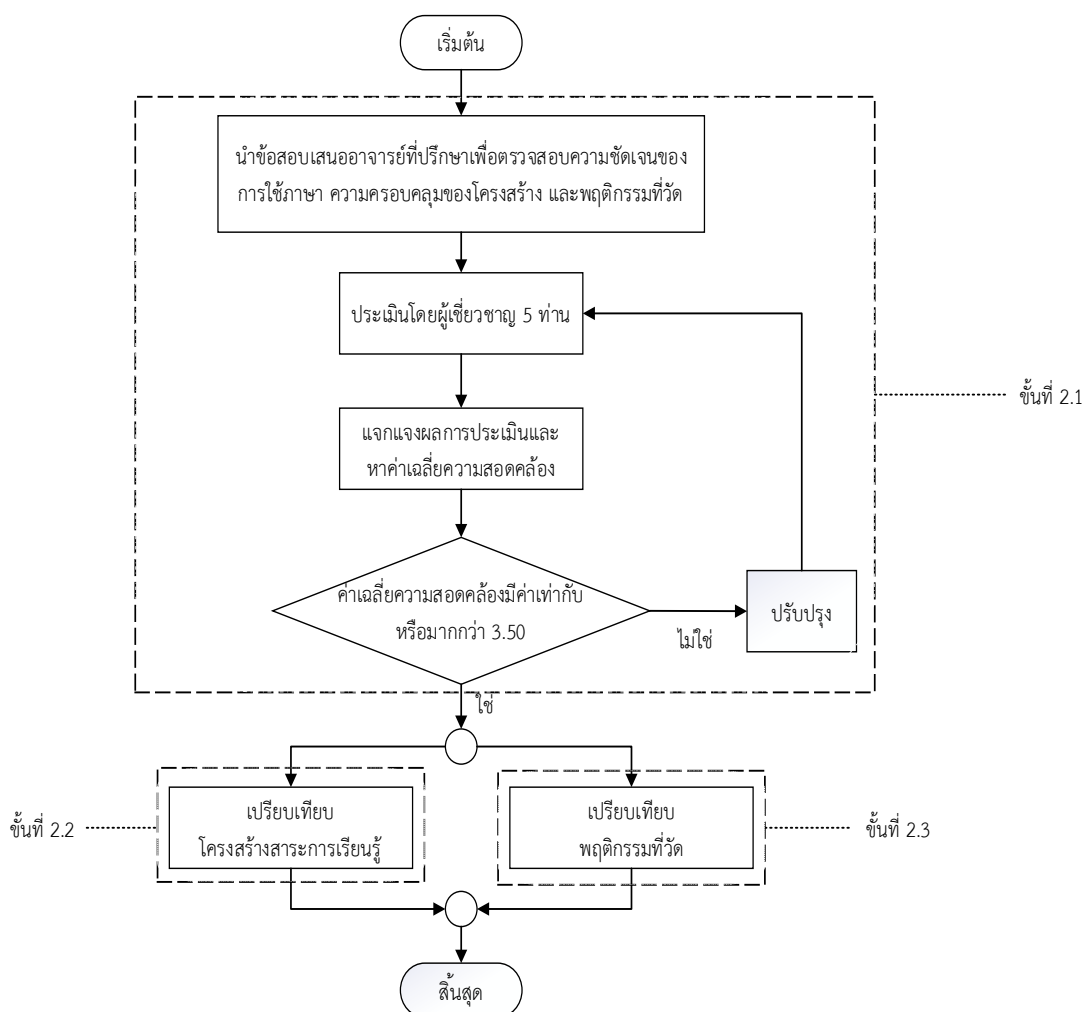 เริ่มต้น
นำข้อสอบเสนออาจารย์ที่ปรึกษาเพื่อตรวจสอบความชัดเจนของ
การใช้ภาษา ความครอบคลุมของโครงสร้าง และพฤติกรรมที่วัด
ประเมินโดยผู้เชี่ยวชาญ 5 ท่าน
ขั้นที่ 2.1
แจกแจงผลการประเมินและ
หาค่าเฉลี่ยความสอดคล้อง
ค่าเฉลี่ยความสอดคล้องมีค่าเท่ากับ
หรือมากกว่า 3.50
ไม่ใช่
ปรับปรุง
ใช่
ขั้นที่ 2.2
เปรียบเทียบ
โครงสร้างสาระการเรียนรู้
เปรียบเทียบ
พฤติกรรมที่วัด
ขั้นที่ 2.3
สิ้นสุด